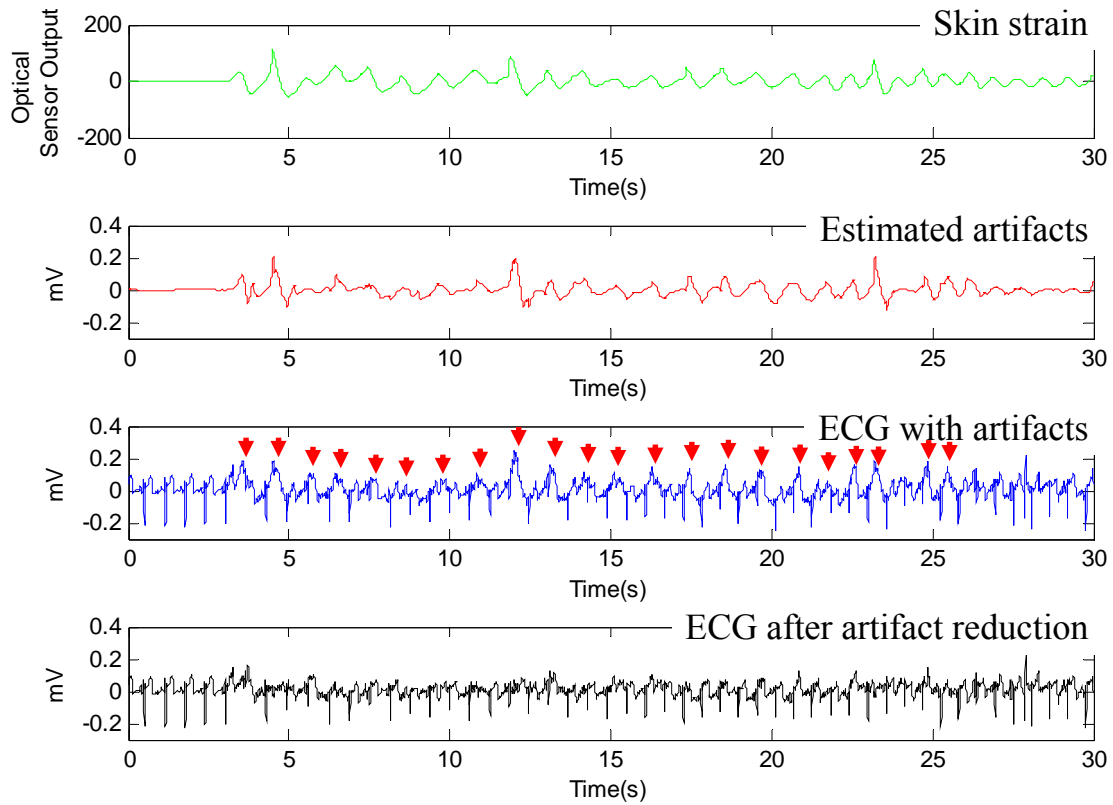 Skin strain
200
0
-200
Optical
Sensor Output
0 5 10 15 20 25 30
Time(s)
Estimated artifacts
0.4
0.2
0
-0.2
mV
0 5 10 15 20 25 30
Time(s)
ECG with artifacts
0.4
0.2
0
-0.2
mV
0 5 10 15 20 25 30
Time(s)
ECG after artifact reduction
0.4
0.2
0
-0.2
mV
0 5 10 15 20 25 30
Time(s)